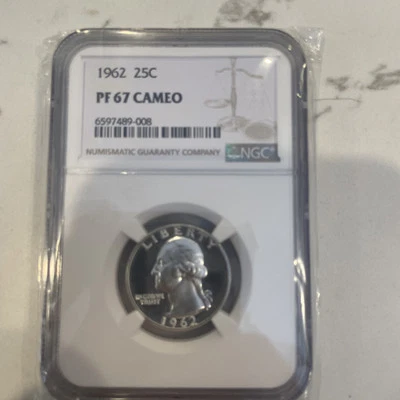 1962 25C
PF 67 CAMEO
6597489-008
NUMISMATIC GUARANTY COMPANY NGC
LIBERTY
IN GOD WE
TRUST
1962